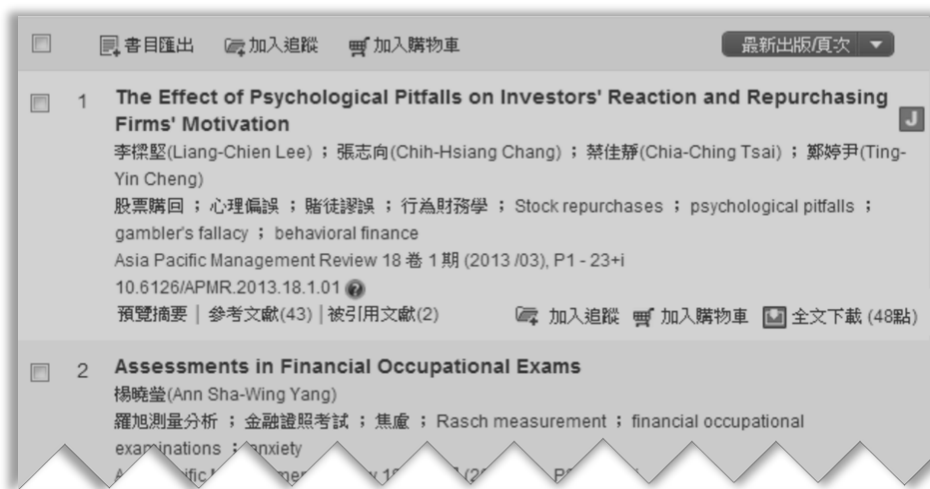 書目匯出 加入追蹤 加入購物車 最新出版/頁次
1 The Effect of Psychological Pitfalls on Investors' Reaction and Repurchasing
Firms' Motivation
J
李樑堅(Liang-Chien Lee) ; 張志向(Chih-Hsiang Chang) ; 蔡佳靜(Chia-Ching Tsai) ; 鄭婷尹(Ting-
Yin Cheng)
股票購回 ; 心理偏誤 ; 賭徒謬誤 ; 行為財務學 ; Stock repurchases ; psychological pitfalls ;
gambler's fallacy ; behavioral finance
Asia Pacific Management Review 18 卷 1 期 (2013 /03), P1 - 23+i
10.6126/APMR.2013.18.1.01 ?
預覽摘要 | 參考文獻(43) | 被引用文獻(2) 加入追蹤 加入購物車 全文下載 (48點)
2 Assessments in Financial Occupational Exams
楊曉瑩(Ann Sha-Wing Yang)
羅旭測量分析 ; 金融證照考試 ; 焦慮 ; Rasch measurement ; financial occupational
examinations ; anxiety